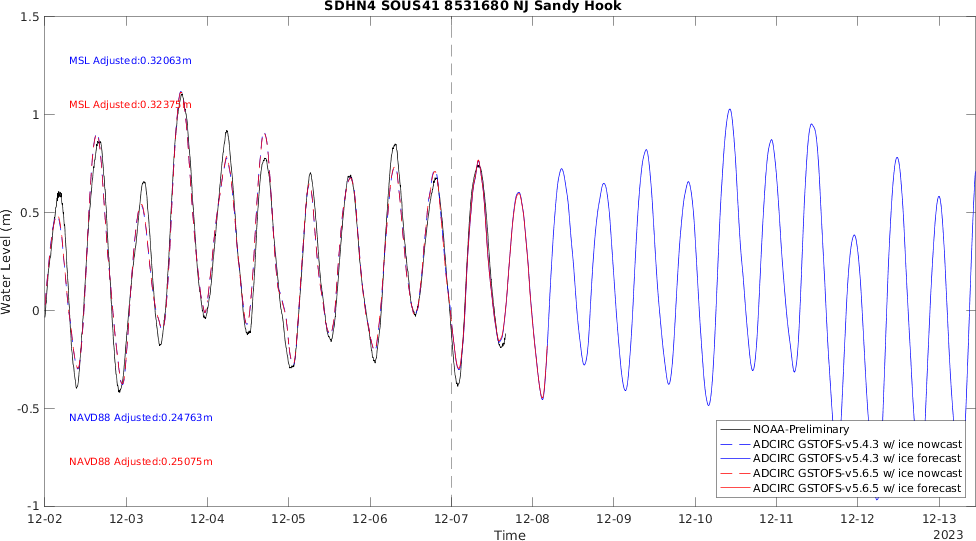 SDHN4 SOUS41 8531680 NJ Sandy Hook
1.5
1
0.5
0
-0.5
-1
Water Level (m)
MSL Adjusted:0.32063m
MSL Adjusted:0.32375m
NAVD88 Adjusted:0.24763m
NAVD88 Adjusted:0.25075m
NOAA-Preliminary
ADCIRC GSTOFS-v5.4.3 w/ ice nowcast
ADCIRC GSTOFS-v5.4.3 w/ ice forecast
ADCIRC GSTOFS-v5.6.5 w/ ice nowcast
ADCIRC GSTOFS-v5.6.5 w/ ice forecast
12-02 12-03 12-04 12-05 12-06 12-07 12-08 12-09 12-10 12-11 12-12 12-13
Time
2023